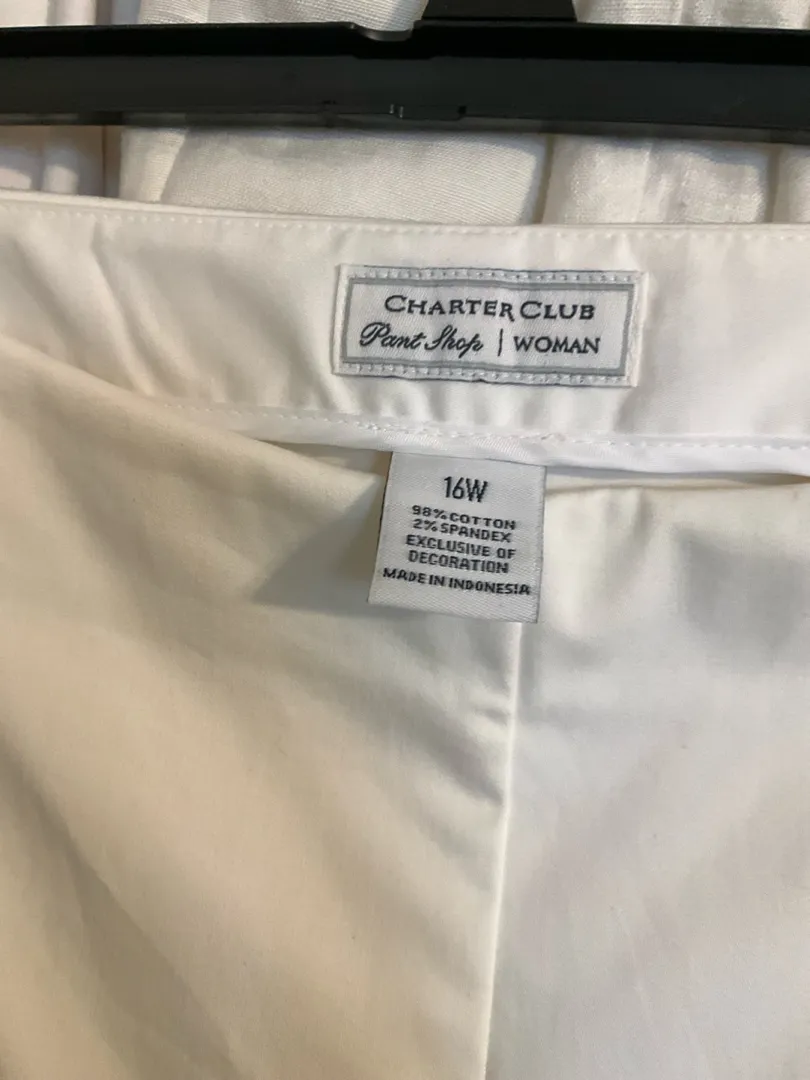 CHARTER CLUB
Pant Shop | WOMAN
16W
98% COTTON
2% SPANDEX
EXCLUSIVE OF
DECORATION
MADE IN INDONESIA